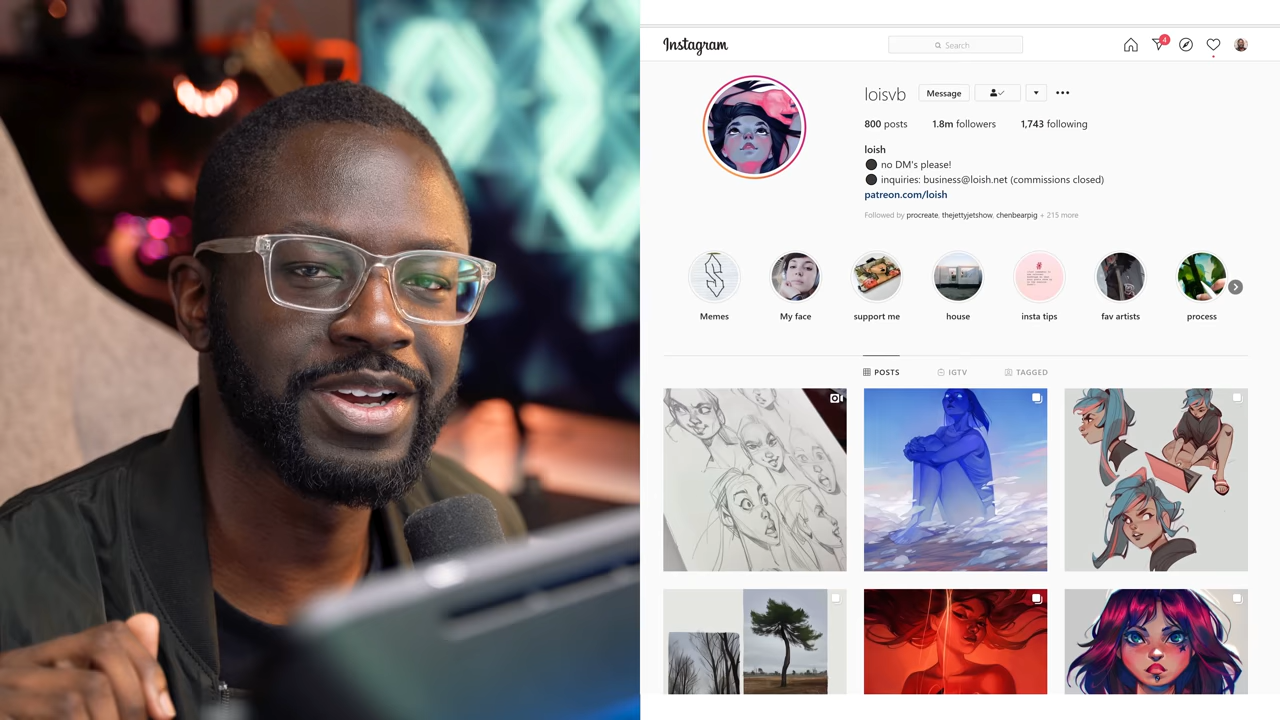 Instagram
Search
4
loisvb Message
800 posts 1.8m followers 1,743 following
loish
no DM's please!
inquiries: business@loish.net (commissions closed)
patreon.com/loish
Followed by procreate, thejettyjetshow, chenbearpig + 215 more
Memes My face support me house insta tips fav artists process
POSTS IGTV TAGGED